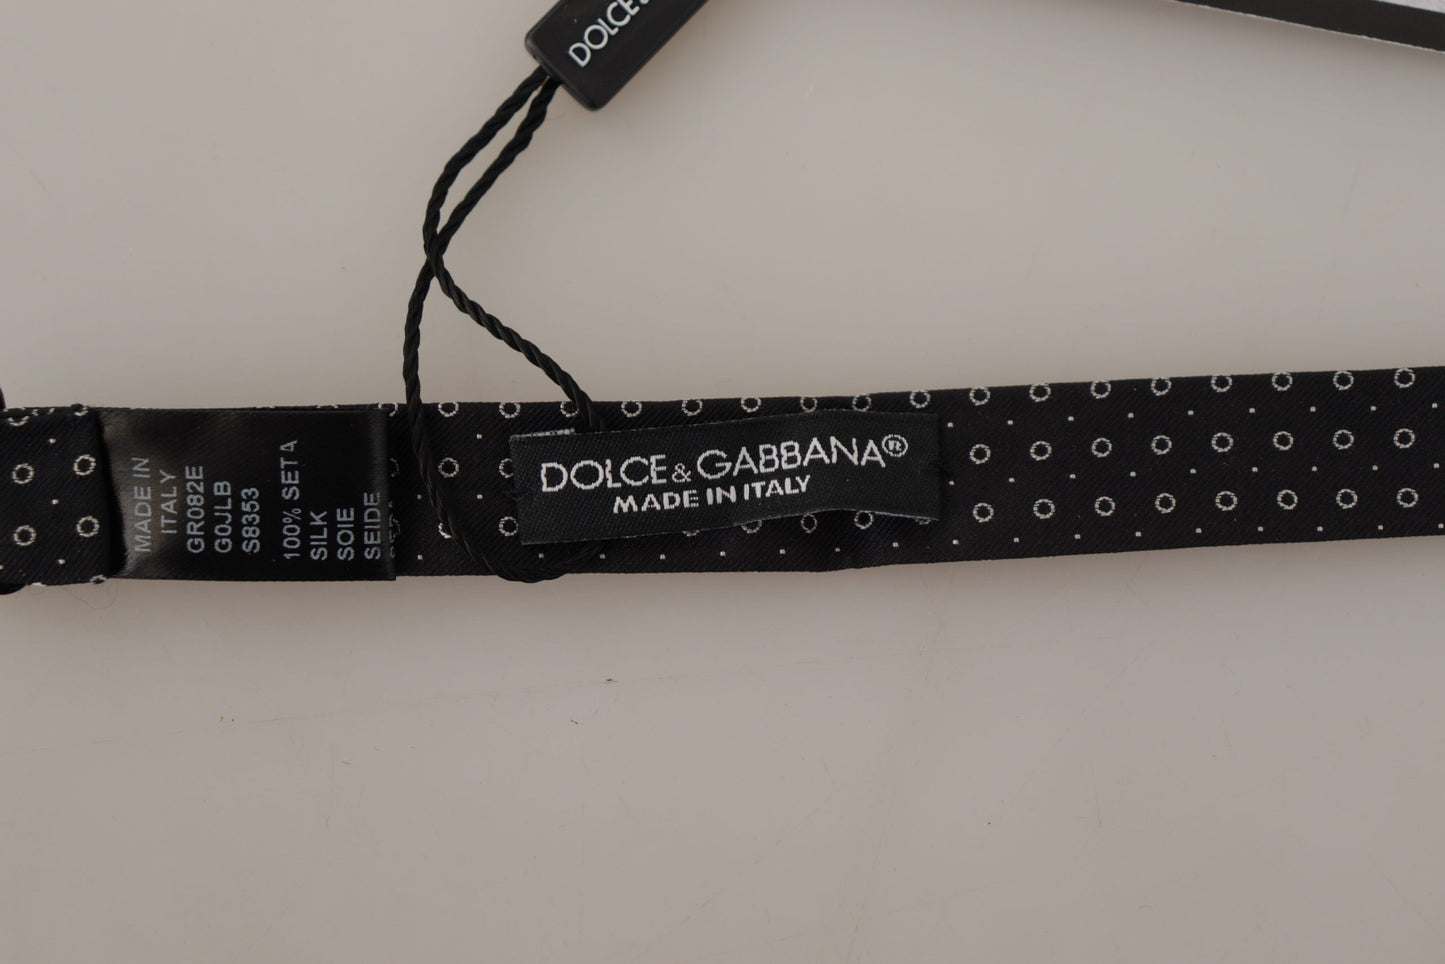 DOLCE
MADE IN
ITALY
GR082E
G0JLB
S8353
100% SETA
SILK
SOIE
SEIDE
DOLCE & GABBANA®
MADE IN ITALY